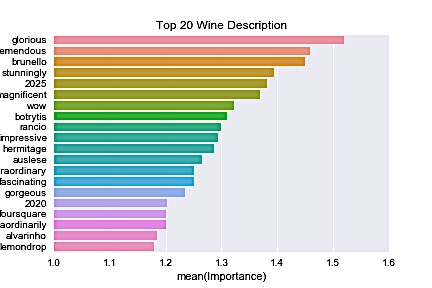 Top 20 Wine Description
glorious
emendous
brunello
stunningly
2025
nagnificent
wow
botrytis
rancio
impressive
hermitage
auslese
raordinary
fascinating
gorgeous
2020
foursquare
aordinarily
alvarinho
lemondrop
1.0 1.1 1.2 1.3 1.4 1.5 1.6
mean(Importance)